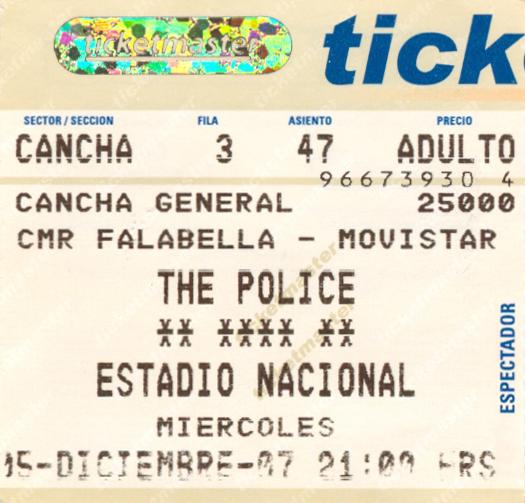 ticketmaster
ticke
SECTOR / SECCION FILA ASIENTO PRECIO
CANCHA 3 47 ADULTO
96673930 4
CANCHA GENERAL 25000
CMR FALABELLA - MOVISTAR
THE POLICE
** **** **
ESTADIO NACIONAL
MIERCOLES
05-DICIEMBRE-07 21:00 HRS
ESPECTADOR